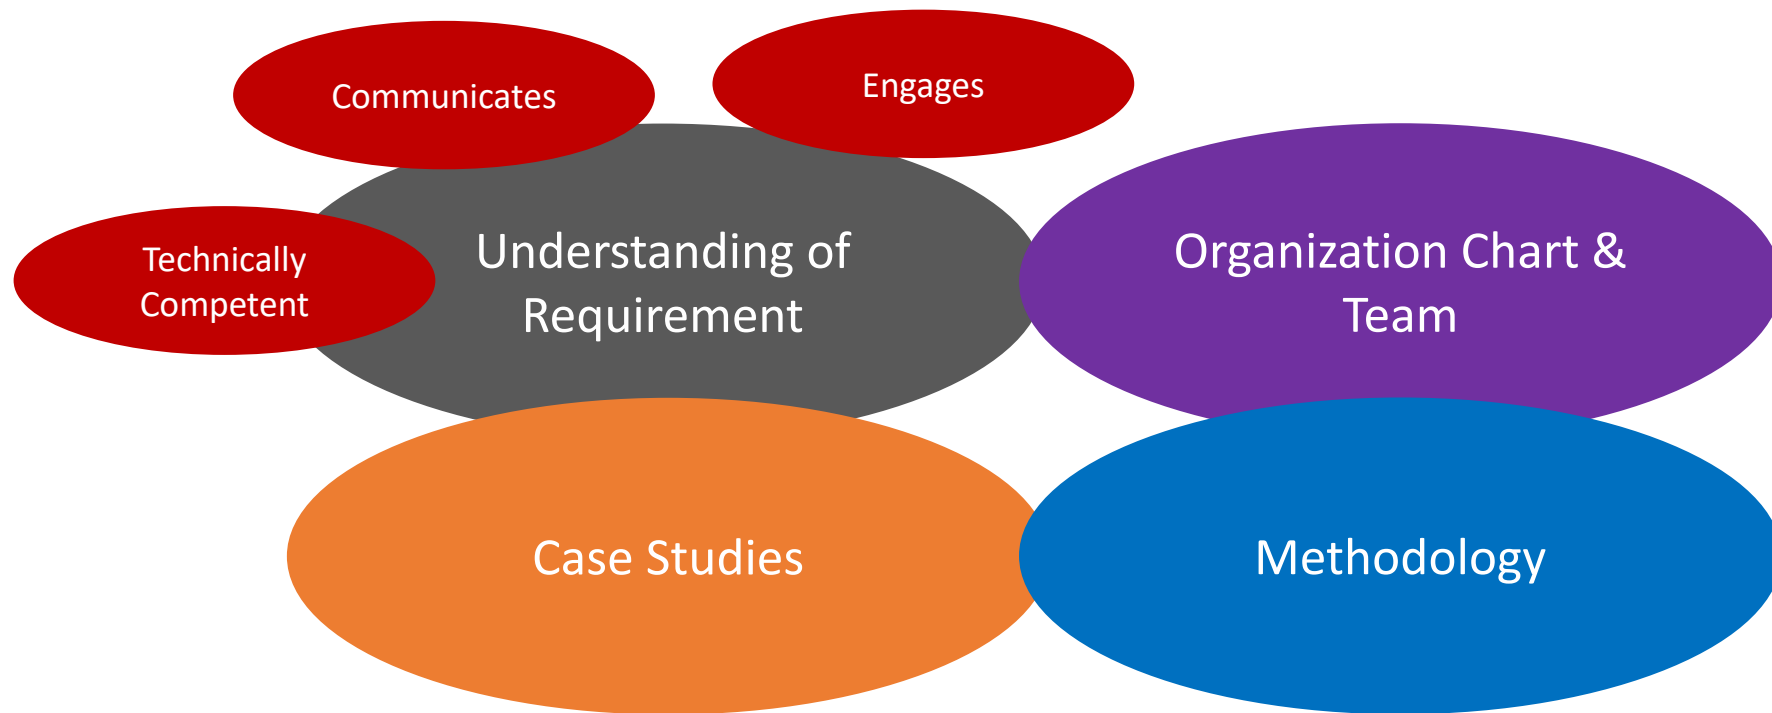 Communicates
Engages
Technically
Competent
Understanding of
Requirement
Organization Chart &
Team
Case Studies
Methodology